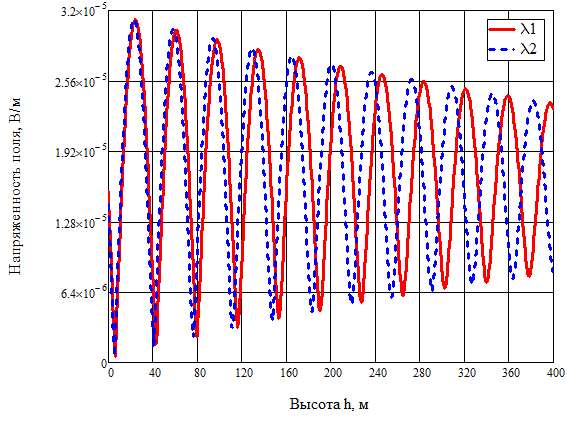 3.2×10⁻⁵
2.56×10⁻⁵
1.92×10⁻⁵
1.28×10⁻⁵
6.4×10⁻⁶
0
Напряженность поля, В/м
λ1
λ2
0 40 80 120 160 200 240 280 320 360 400
Высота h, м